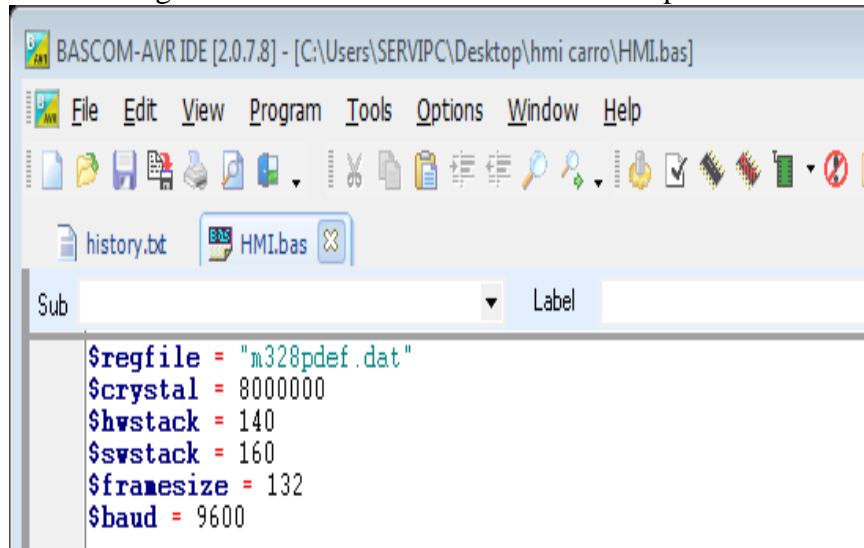 BASCOM-AVR IDE [2.0.7.8] - [C:\Users\SERVIPC\Desktop\hmi carro\HMI.bas]
File Edit View Program Tools Options Window Help
history.txt HMI.bas
Sub Label
$regfile = "m328pdef.dat"
$crystal = 8000000
$hwstack = 140
$swstack = 160
$framesize = 132
$baud = 9600